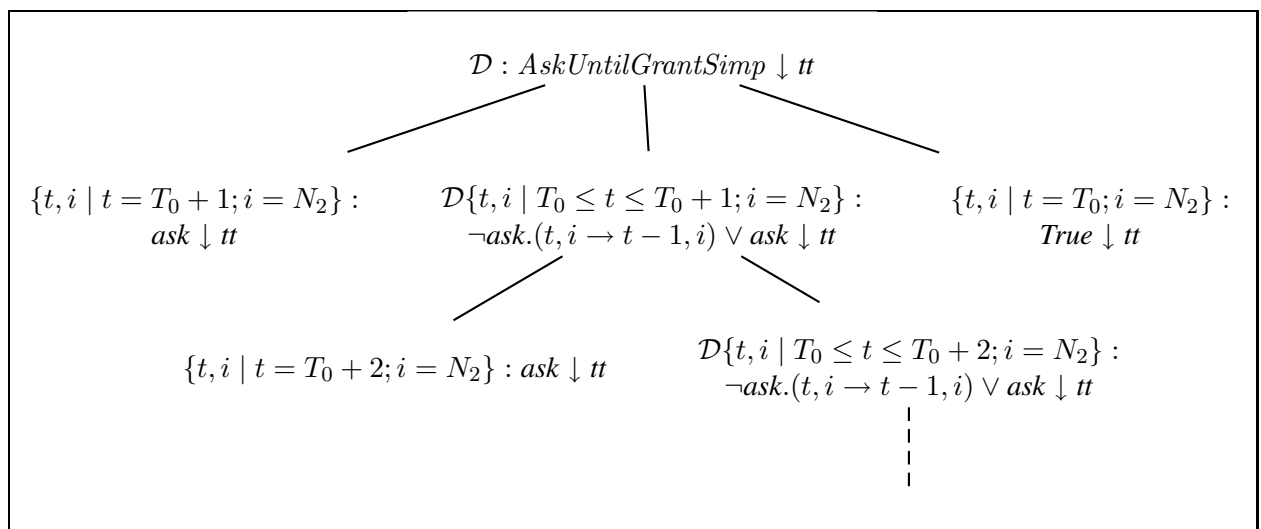 𝒟 : AskUntilGrantSimp ↓ tt
{t, i | t = T₀ + 1; i = N₂} :
ask ↓ tt
𝒟{t, i | T₀ ≤ t ≤ T₀ + 1; i = N₂} :
¬ask.(t, i → t − 1, i) ∨ ask ↓ tt
{t, i | t = T₀; i = N₂} :
True ↓ tt
{t, i | t = T₀ + 2; i = N₂} : ask ↓ tt
𝒟{t, i | T₀ ≤ t ≤ T₀ + 2; i = N₂} :
¬ask.(t, i → t − 1, i) ∨ ask ↓ tt